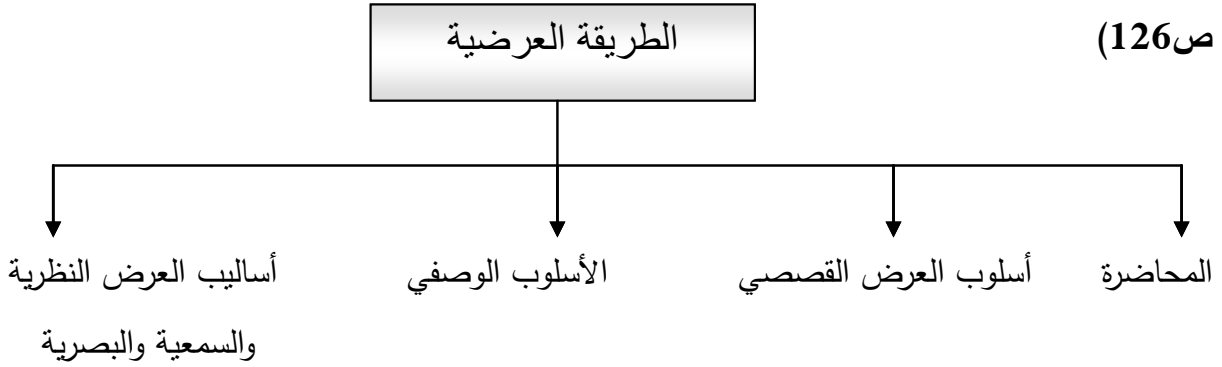 ص126)
الطريقة العرضية
المحاضرة
أسلوب العرض القصصي
الأسلوب الوصفي
أساليب العرض النظرية
والسمعية والبصرية